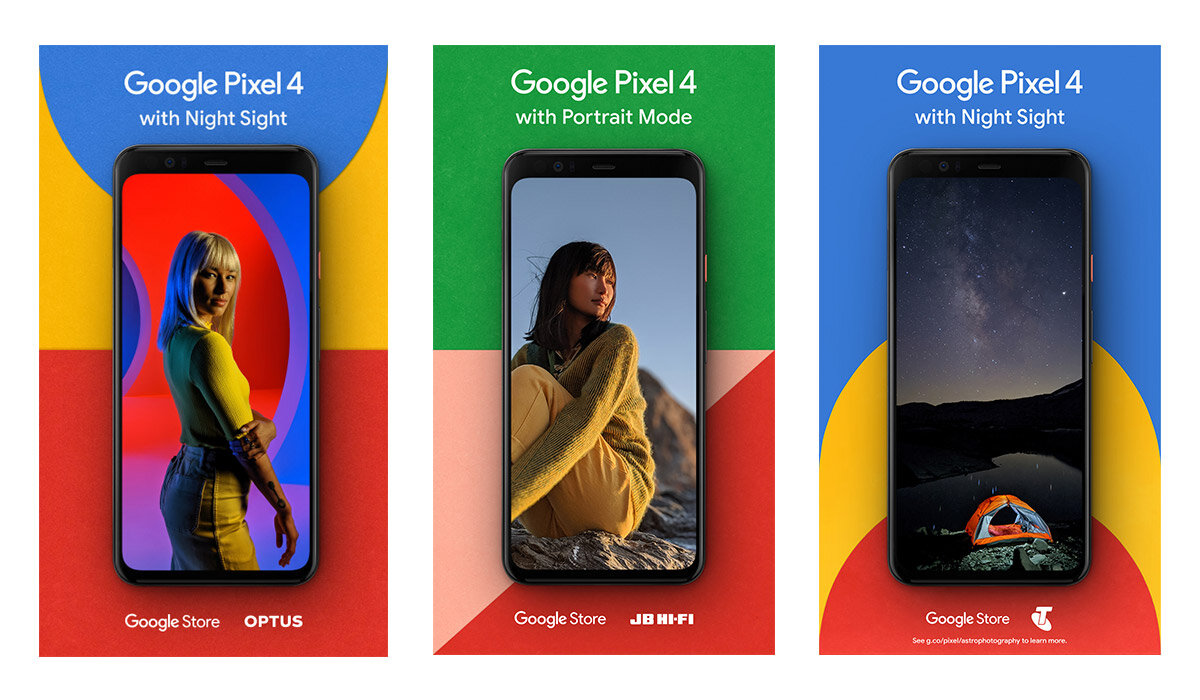 Google Pixel 4
with Night Sight
Google Store OPTUS
Google Pixel 4
with Portrait Mode
Google Store JB HI-FI
Google Pixel 4
with Night Sight
Google Store T
See g.co/pixel/astrophotography to learn more.